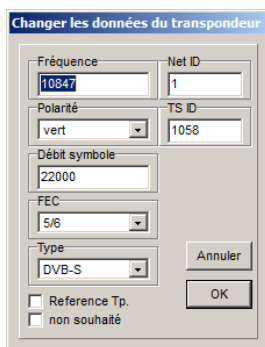 Changer les données du transpondeur
Fréquence
10847
Net ID
1
Polarité
vert
TS ID
1058
Débit symbole
22000
FEC
5/6
Type
DVB-S
Annuler
Reference Tp.
OK
non souhaité